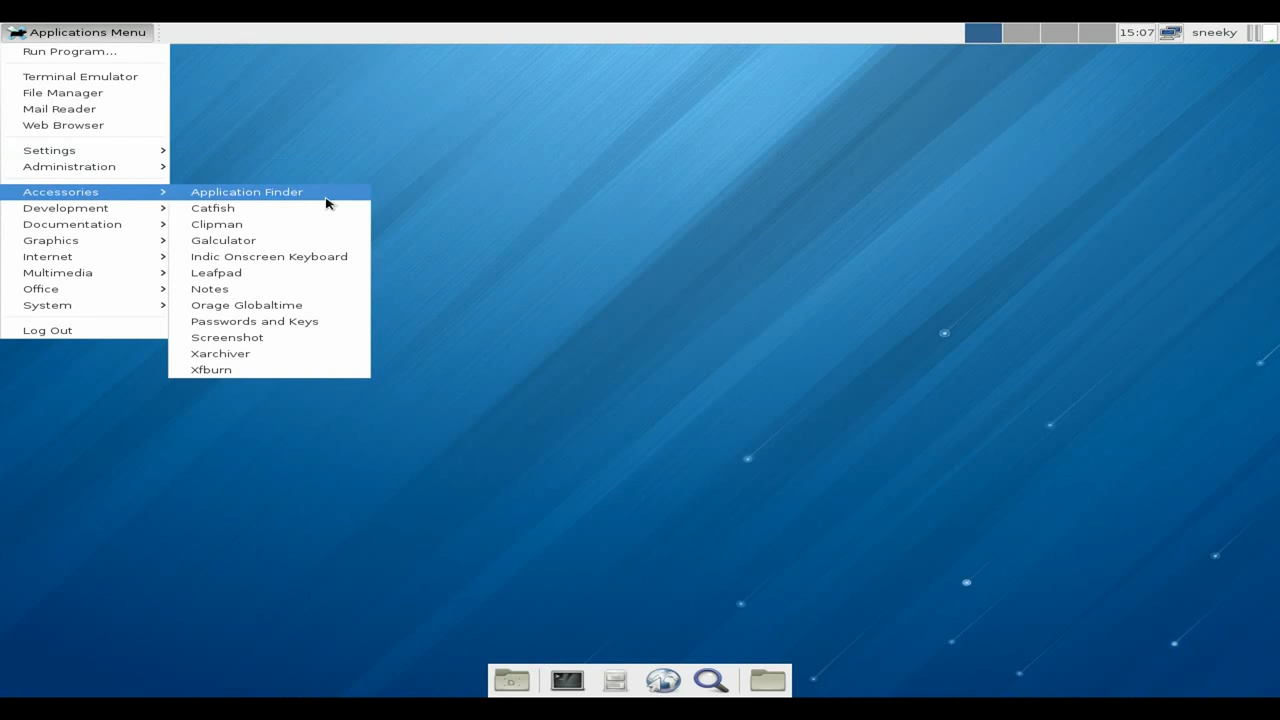 Applications Menu
15:07
sneeky
Run Program...
Terminal Emulator
File Manager
Mail Reader
Web Browser
Settings
Administration
Accessories
Development
Documentation
Graphics
Internet
Multimedia
Office
System
Log Out
Application Finder
Catfish
Clipman
Galculator
Indic Onscreen Keyboard
Leafpad
Notes
Orage Globaltime
Passwords and Keys
Screenshot
Xarchiver
Xfburn